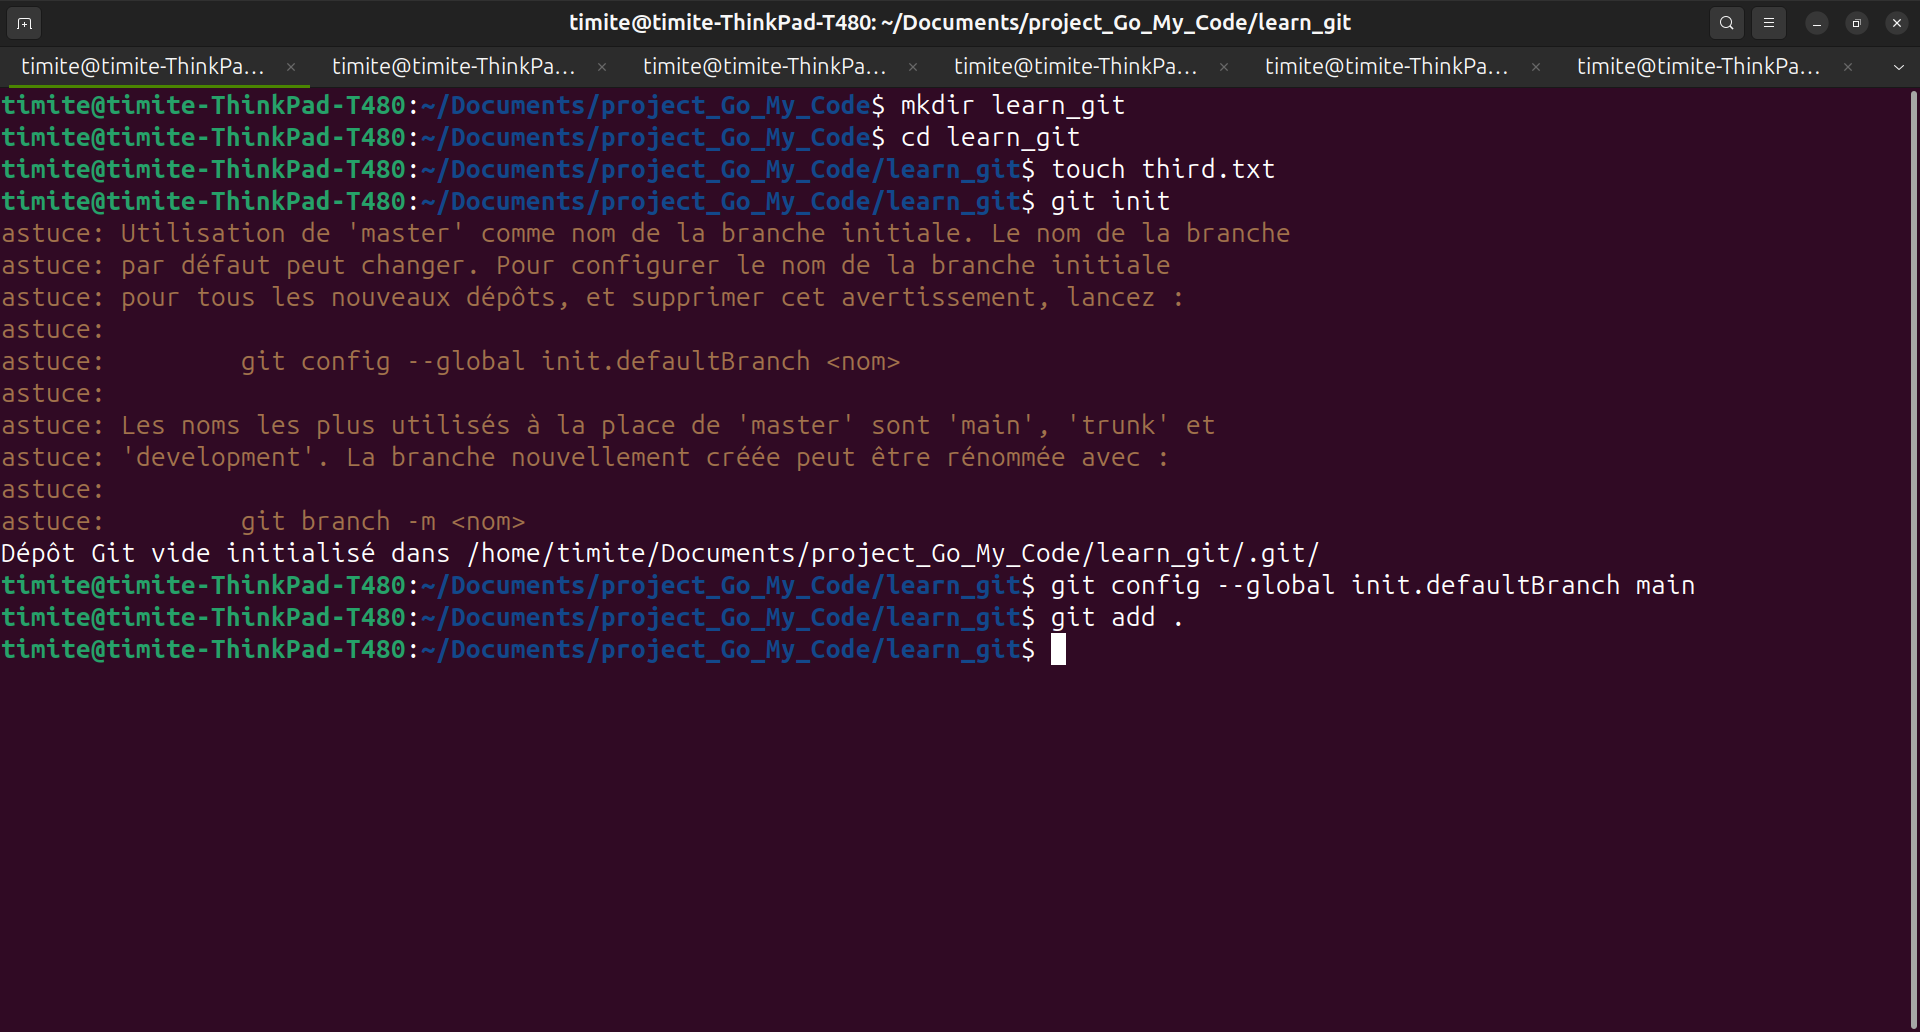 timite@timite-ThinkPad-T480: ~/Documents/project_Go_My_Code/learn_git
timite@timite-ThinkPa... × timite@timite-ThinkPa... × timite@timite-ThinkPa... × timite@timite-ThinkPa... × timite@timite-ThinkPa... × timite@timite-ThinkPa... ×
timite@timite-ThinkPad-T480:~/Documents/project_Go_My_Code$ mkdir learn_git
timite@timite-ThinkPad-T480:~/Documents/project_Go_My_Code$ cd learn_git
timite@timite-ThinkPad-T480:~/Documents/project_Go_My_Code/learn_git$ touch third.txt
timite@timite-ThinkPad-T480:~/Documents/project_Go_My_Code/learn_git$ git init
astuce: Utilisation de 'master' comme nom de la branche initiale. Le nom de la branche
astuce: par défaut peut changer. Pour configurer le nom de la branche initiale
astuce: pour tous les nouveaux dépôts, et supprimer cet avertissement, lancez :
astuce:
astuce:         git config --global init.defaultBranch <nom>
astuce:
astuce: Les noms les plus utilisés à la place de 'master' sont 'main', 'trunk' et
astuce: 'development'. La branche nouvellement créée peut être rénommée avec :
astuce:
astuce:         git branch -m <nom>
Dépôt Git vide initialisé dans /home/timite/Documents/project_Go_My_Code/learn_git/.git/
timite@timite-ThinkPad-T480:~/Documents/project_Go_My_Code/learn_git$ git config --global init.defaultBranch main
timite@timite-ThinkPad-T480:~/Documents/project_Go_My_Code/learn_git$ git add .
timite@timite-ThinkPad-T480:~/Documents/project_Go_My_Code/learn_git$